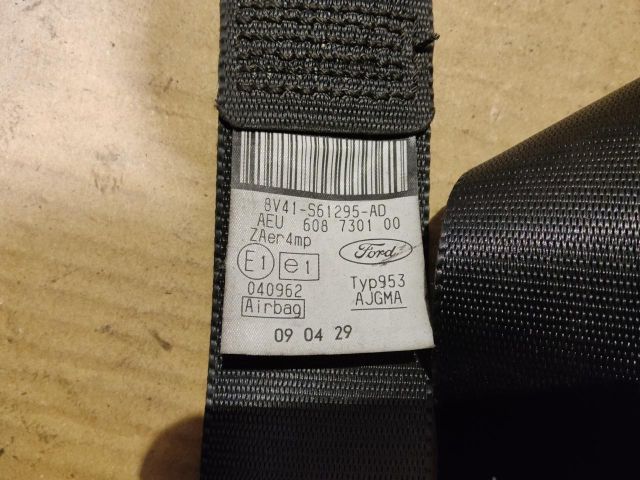 8V41-S61295-AD
AEU 608 7301 00
ZAer4mp
Ford
E1 e1
Typ953
040962
AJGMA
Airbag
09 04 29